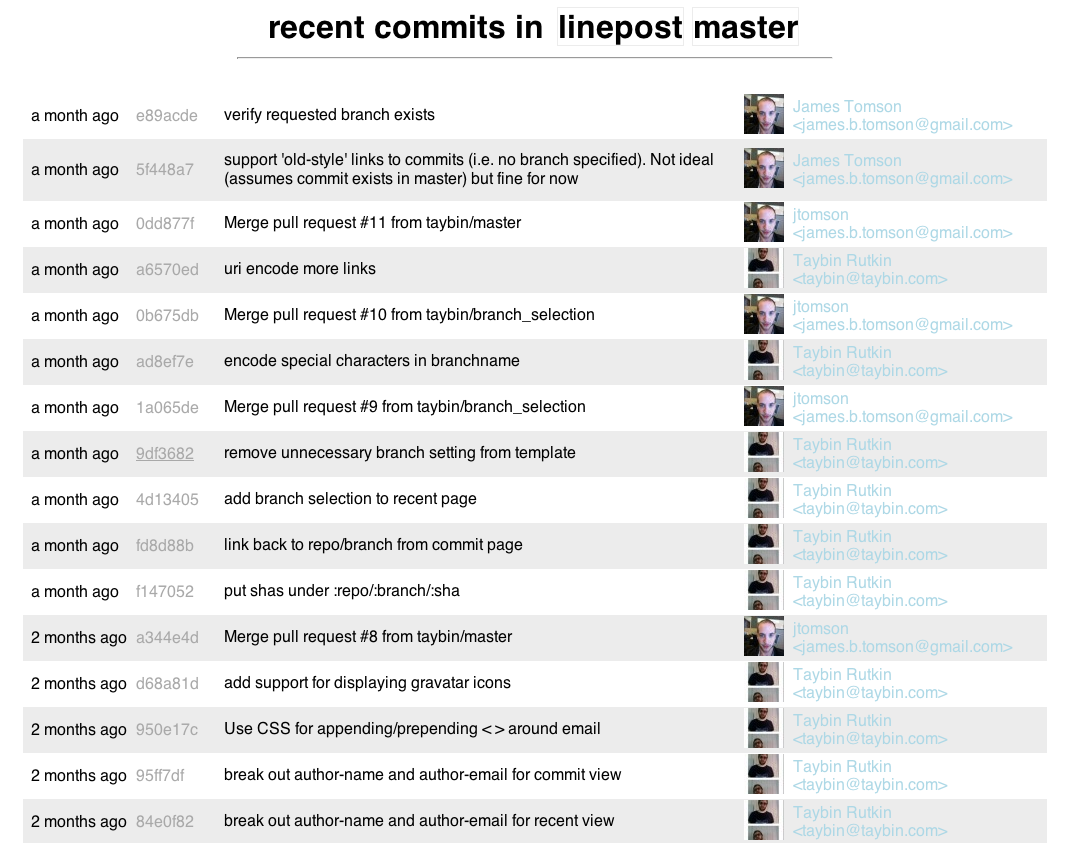 recent commits in linepost master
a month ago e89acde verify requested branch exists James Tomson
<james.b.tomson@gmail.com>
a month ago 5f448a7 support 'old-style' links to commits (i.e. no branch specified). Not ideal James Tomson
(assumes commit exists in master) but fine for now <james.b.tomson@gmail.com>
a month ago 0dd877f Merge pull request #11 from taybin/master jtomson
<james.b.tomson@gmail.com>
a month ago a6570ed uri encode more links Taybin Rutkin
<taybin@taybin.com>
a month ago 0b675db Merge pull request #10 from taybin/branch_selection jtomson
<james.b.tomson@gmail.com>
a month ago ad8ef7e encode special characters in branchname Taybin Rutkin
<taybin@taybin.com>
a month ago 1a065de Merge pull request #9 from taybin/branch_selection jtomson
<james.b.tomson@gmail.com>
a month ago 9df3682 remove unnecessary branch setting from template Taybin Rutkin
<taybin@taybin.com>
a month ago 4d13405 add branch selection to recent page Taybin Rutkin
<taybin@taybin.com>
a month ago fd8d88b link back to repo/branch from commit page Taybin Rutkin
<taybin@taybin.com>
a month ago f147052 put shas under :repo/:branch/:sha Taybin Rutkin
<taybin@taybin.com>
2 months ago a344e4d Merge pull request #8 from taybin/master jtomson
<james.b.tomson@gmail.com>
2 months ago d68a81d add support for displaying gravatar icons Taybin Rutkin
<taybin@taybin.com>
2 months ago 950e17c Use CSS for appending/prepending < > around email Taybin Rutkin
<taybin@taybin.com>
2 months ago 95ff7df break out author-name and author-email for commit view Taybin Rutkin
<taybin@taybin.com>
2 months ago 84e0f82 break out author-name and author-email for recent view Taybin Rutkin
<taybin@taybin.com>